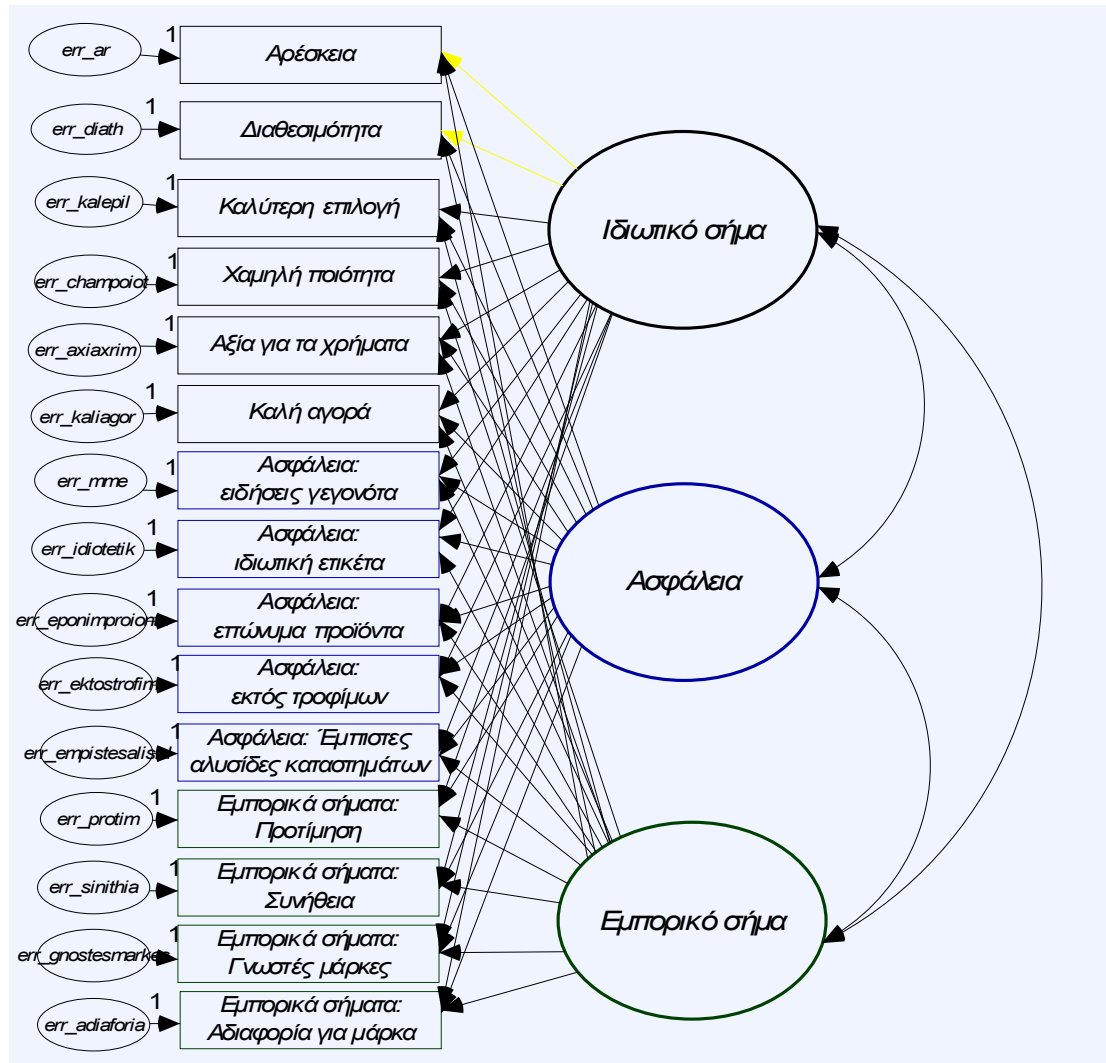 err_ar
1
Αρέσκεια
err_diath
1
Διαθεσιμότητα
err_kalepil
1
Καλύτερη επιλογή
Ιδιωτικό σήμα
err_champoiot
1
Χαμηλή ποιότητα
err_axiaxrim
1
Αξία για τα χρήματα
err_kaliagor
1
Καλή αγορά
err_mme
1
Ασφάλεια:
ειδήσεις γεγονότα
err_idiotetik
1
Ασφάλεια:
ιδιωτική ετικέτα
Ασφάλεια
1
Ασφάλεια:
επώνυμα προϊόντα
1
Ασφάλεια:
εκτός τροφίμων
1
Ασφάλεια: Έμπιστες
αλυσίδες καταστημάτων
err_protim
1
Εμπορικά σήματα:
Προτίμηση
err_sinithia
1
Εμπορικά σήματα:
Συνήθεια
Εμπορικό σήμα
err_gnostesmarkes
1
Εμπορικά σήματα:
Γνωστές μάρκες
err_adiaforia
1
Εμπορικά σήματα:
Αδιαφορία για μάρκα